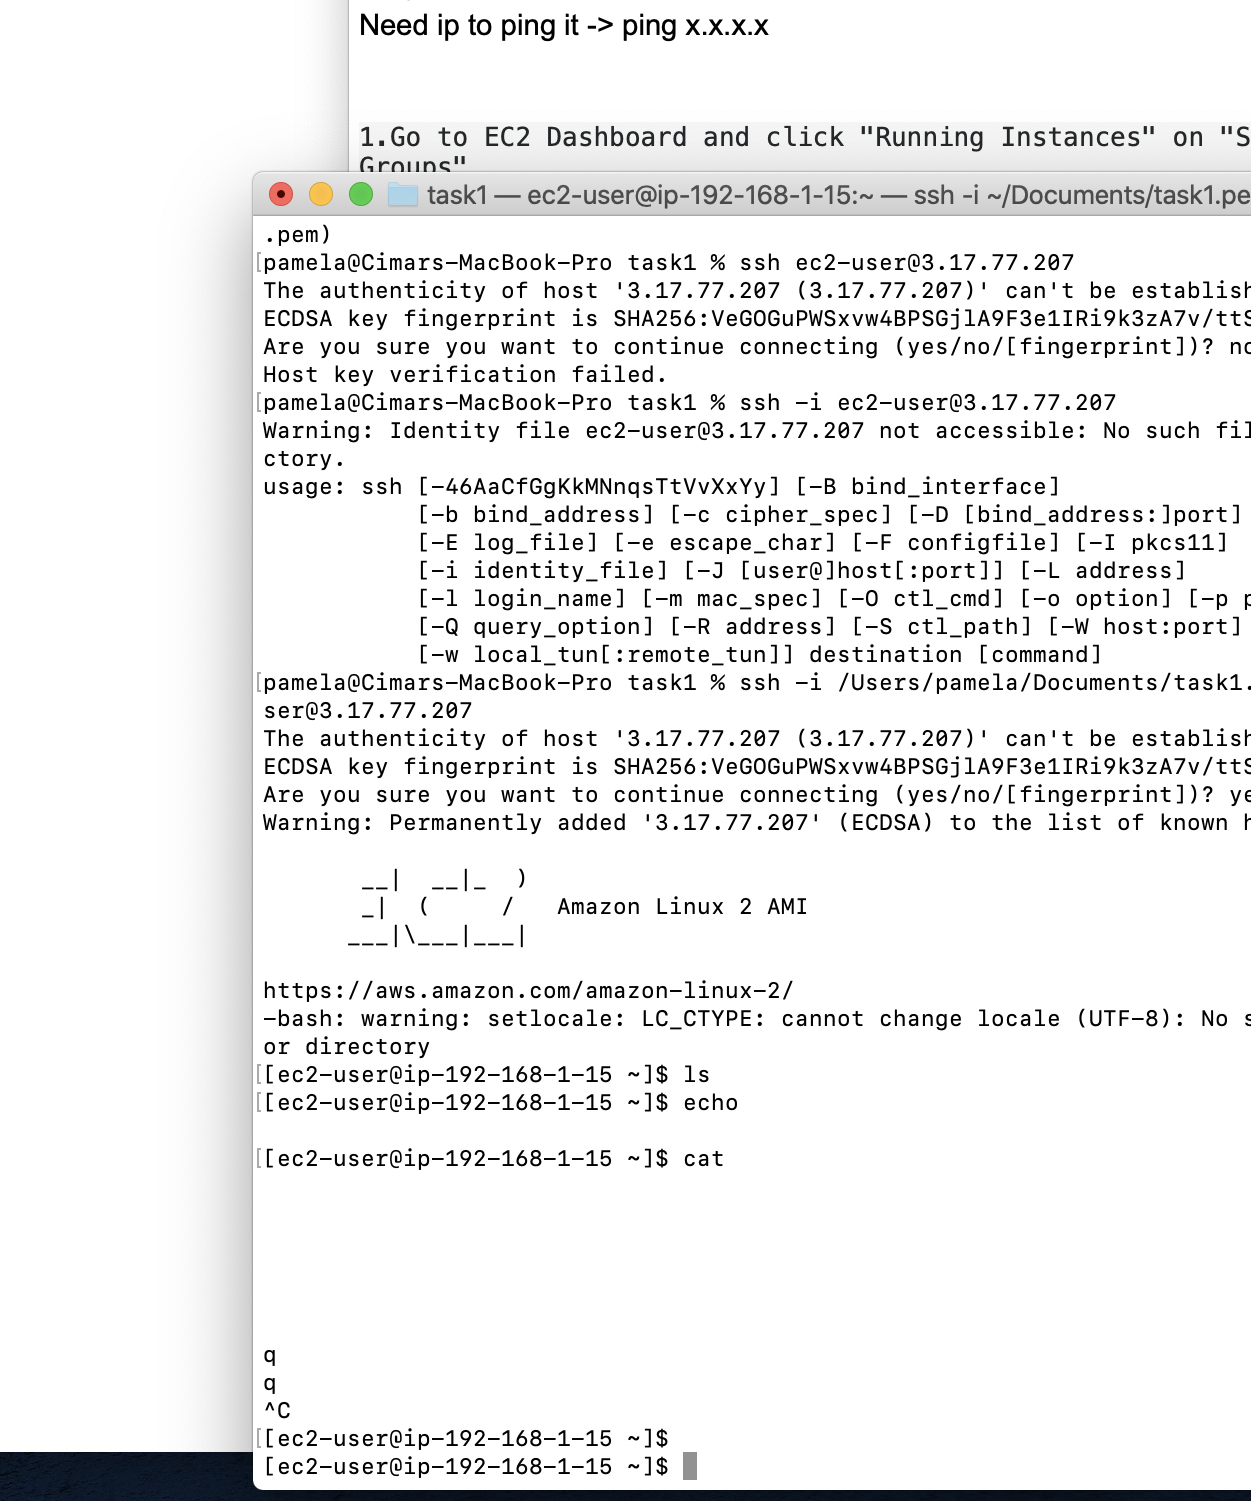 Need ip to ping it -> ping x.x.x.x
1.Go to EC2 Dashboard and click "Running Instances" on "S
Groups"
task1 — ec2-user@ip-192-168-1-15:~ — ssh -i ~/Documents/task1.pe
.pem)
[pamela@Cimars-MacBook-Pro task1 % ssh ec2-user@3.17.77.207
The authenticity of host '3.17.77.207 (3.17.77.207)' can't be establish
ECDSA key fingerprint is SHA256:VeGOGuPWSxvw4BPSGjlA9F3e1IRi9k3zA7v/ttS
Are you sure you want to continue connecting (yes/no/[fingerprint])? no
Host key verification failed.
[pamela@Cimars-MacBook-Pro task1 % ssh -i ec2-user@3.17.77.207
Warning: Identity file ec2-user@3.17.77.207 not accessible: No such fil
ctory.
usage: ssh [-46AaCfGgKkMNnqsTtVvXxYy] [-B bind_interface]
[-b bind_address] [-c cipher_spec] [-D [bind_address:]port]
[-E log_file] [-e escape_char] [-F configfile] [-I pkcs11]
[-i identity_file] [-J [user@]host[:port]] [-L address]
[-l login_name] [-m mac_spec] [-O ctl_cmd] [-o option] [-p p
[-Q query_option] [-R address] [-S ctl_path] [-W host:port]
[-w local_tun[:remote_tun]] destination [command]
[pamela@Cimars-MacBook-Pro task1 % ssh -i /Users/pamela/Documents/task1.
ser@3.17.77.207
The authenticity of host '3.17.77.207 (3.17.77.207)' can't be establish
ECDSA key fingerprint is SHA256:VeGOGuPWSxvw4BPSGjlA9F3e1IRi9k3zA7v/ttS
Are you sure you want to continue connecting (yes/no/[fingerprint])? ye
Warning: Permanently added '3.17.77.207' (ECDSA) to the list of known h
__|  __|_  )
_|  (     /   Amazon Linux 2 AMI
___|\___|___|
https://aws.amazon.com/amazon-linux-2/
-bash: warning: setlocale: LC_CTYPE: cannot change locale (UTF-8): No s
or directory
[[ec2-user@ip-192-168-1-15 ~]$ ls
[[ec2-user@ip-192-168-1-15 ~]$ echo
[[ec2-user@ip-192-168-1-15 ~]$ cat
q
q
^C
[[ec2-user@ip-192-168-1-15 ~]$
[ec2-user@ip-192-168-1-15 ~]$